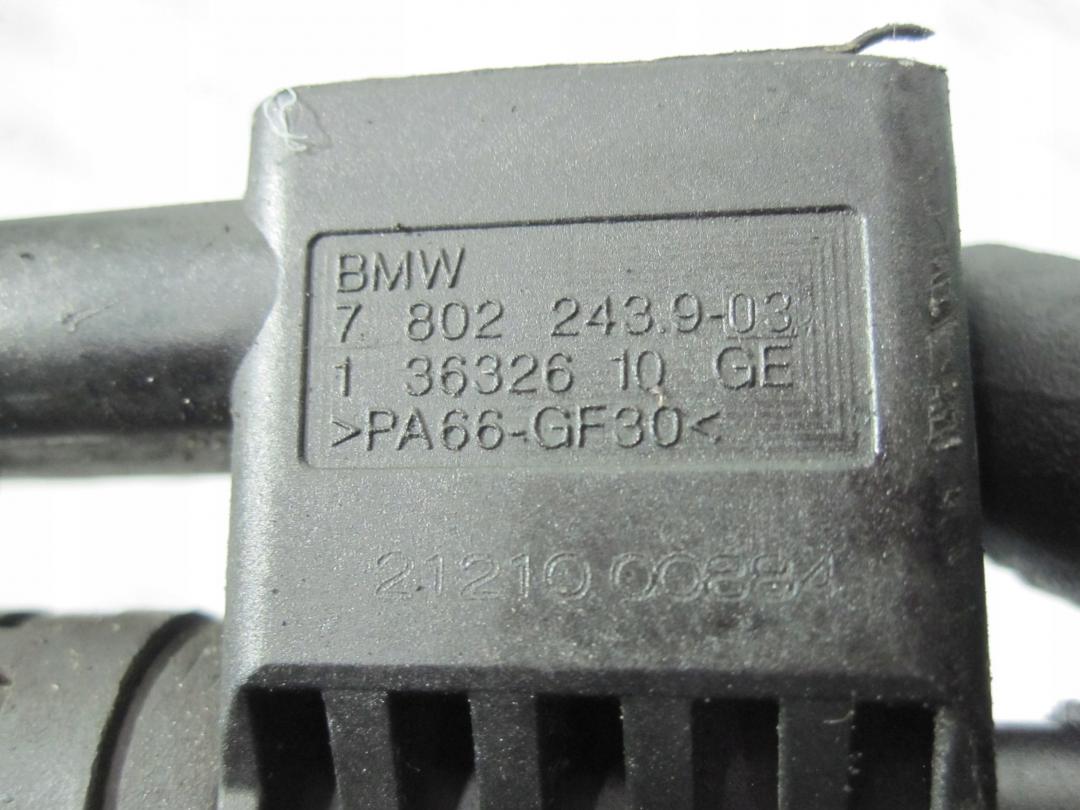 BMW
7 802 243.9-03
1 36326 10 GE
>PA66-GF30<
21210 00884